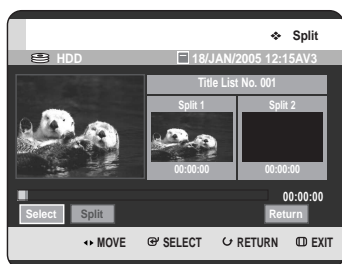 ❖ Split
HDD 18/JAN/2005 12:15AV3
Title List No. 001
Split 1 Split 2
00:00:00 00:00:00
00:00:00
Select Split Return
MOVE SELECT RETURN EXIT